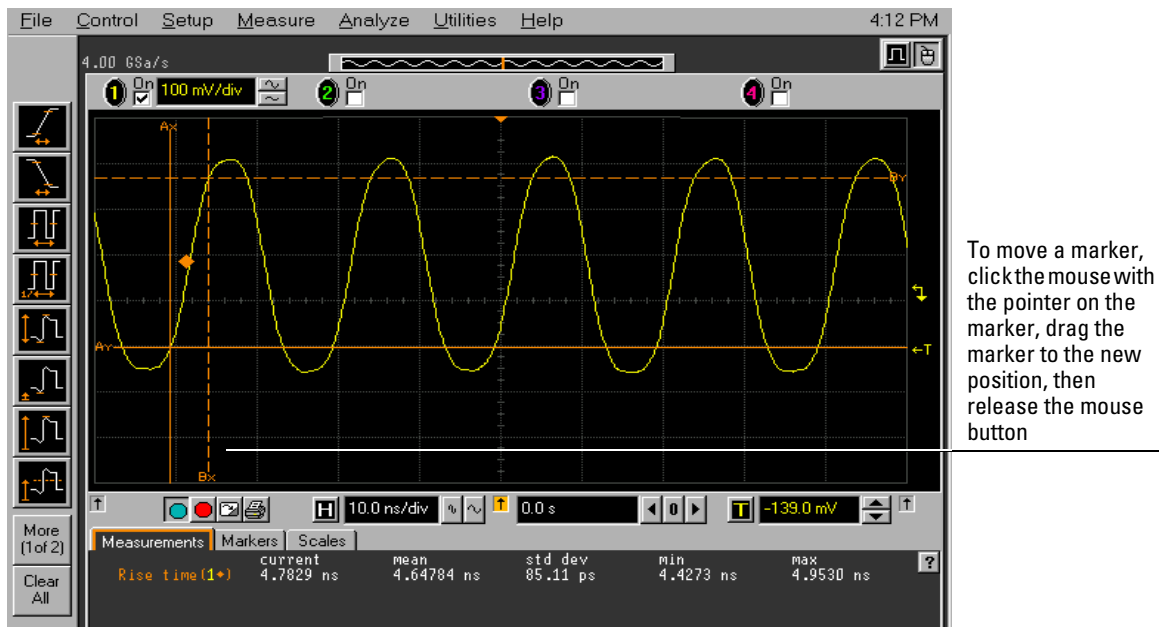 File Control Setup Measure Analyze Utilities Help 4:12 PM
4.00 GSa/s
1 On 100 mV/div 2 On 3 On 4 On
Ax
By
Ay
T
Bx
To move a marker,
click the mouse with
the pointer on the
marker, drag the
marker to the new
position, then
release the mouse
button
H 10.0 ns/div 0.0 s 0 T -139.0 mV
More
(1of 2)
Clear
All
Measurements Markers Scales
current mean std dev min max ?
Rise time(1) 4.7829 ns 4.64784 ns 85.11 ps 4.4273 ns 4.9530 ns